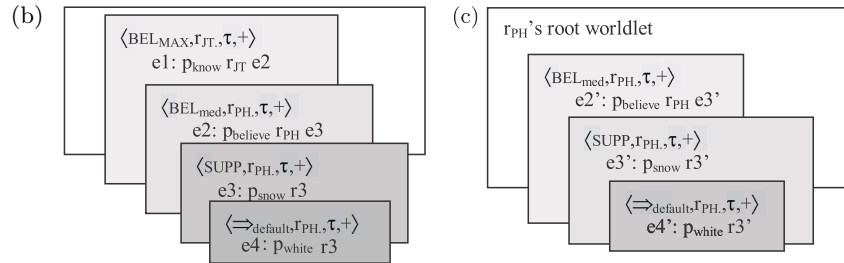 (b)
⟨BEL_MAX,r_JT.,τ,+⟩
e1: p_know r_JT e2
⟨BEL_med,r_PH.,τ,+⟩
e2: p_believe r_PH e3
⟨SUPP,r_PH.,τ,+⟩
e3: p_snow r3
⟨⟹_default,r_PH.,τ,+⟩
e4: p_white r3
(c)
r_PH's root worldlet
⟨BEL_med,r_PH.,τ,+⟩
e2': p_believe r_PH e3'
⟨SUPP,r_PH.,τ,+⟩
e3': p_snow r3'
⟨⟹_default,r_PH.,τ,+⟩
e4': p_white r3'